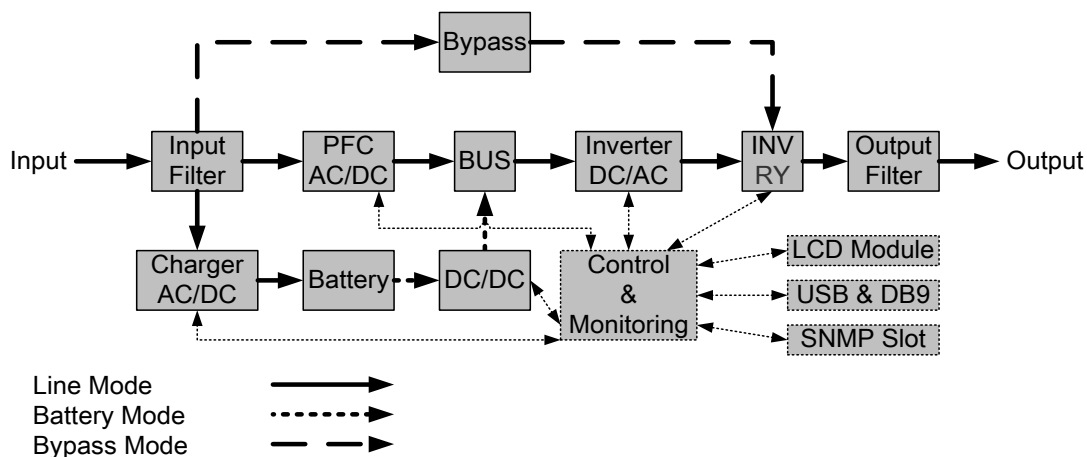 Bypass
Input
Input
Filter
PFC
AC/DC
BUS
Inverter
DC/AC
INV
RY
Output
Filter
Output
Charger
AC/DC
Battery
DC/DC
Control
&
Monitoring
LCD Module
USB & DB9
SNMP Slot
Line Mode
Battery Mode
Bypass Mode